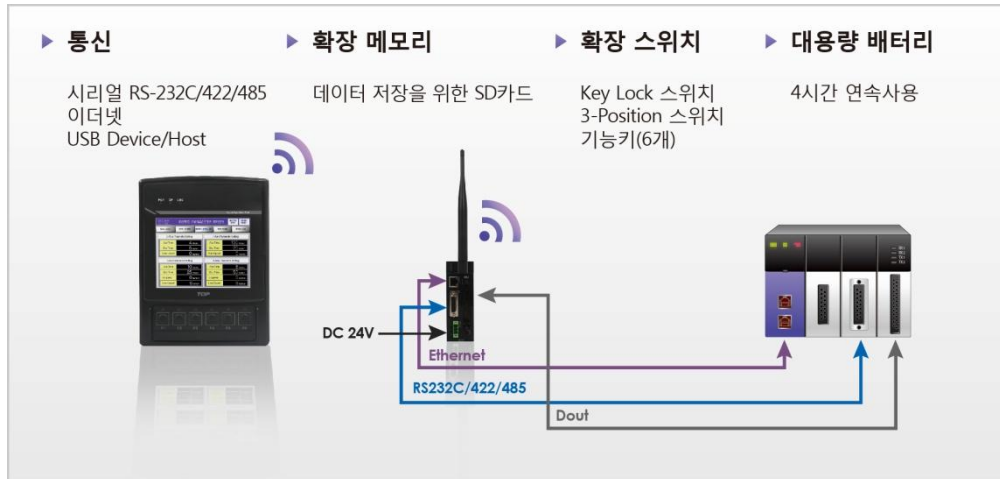 통신
시리얼 RS-232C/422/485
이더넷
USB Device/Host
확장 메모리
데이터 저장을 위한 SD카드
확장 스위치
Key Lock 스위치
3-Position 스위치
기능키(6개)
대용량 배터리
4시간 연속사용
TOP
DC 24V
Ethernet
RS232C/422/485
Dout